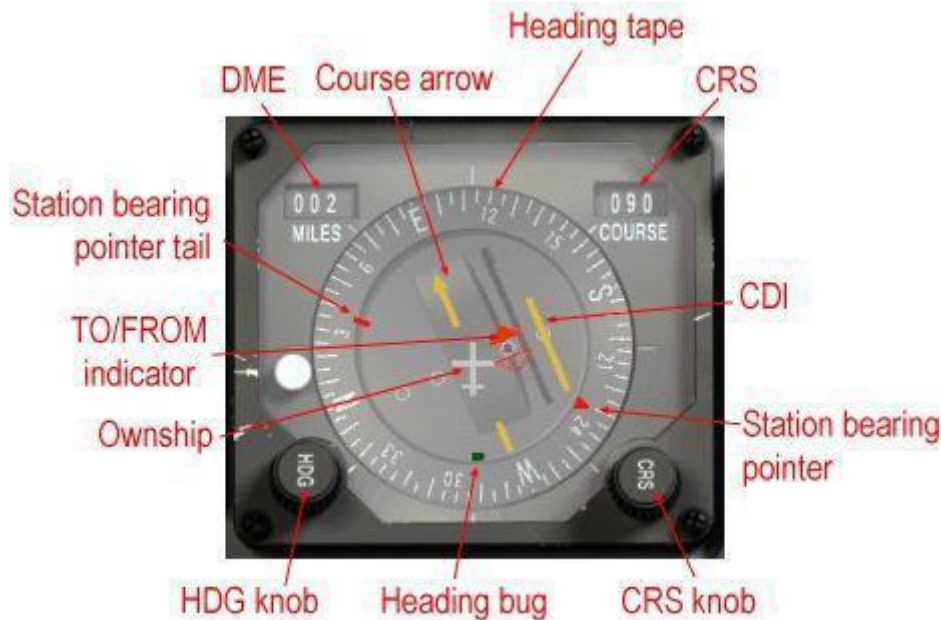 Heading tape
DME
Course arrow
CRS
002
MILES
090
COURSE
Station bearing
pointer tail
CDI
TO/FROM
indicator
Ownship
Station bearing
pointer
E
12
15
S
21
24
W
30
33
3
6
HDG
CRS
HDG knob
Heading bug
CRS knob